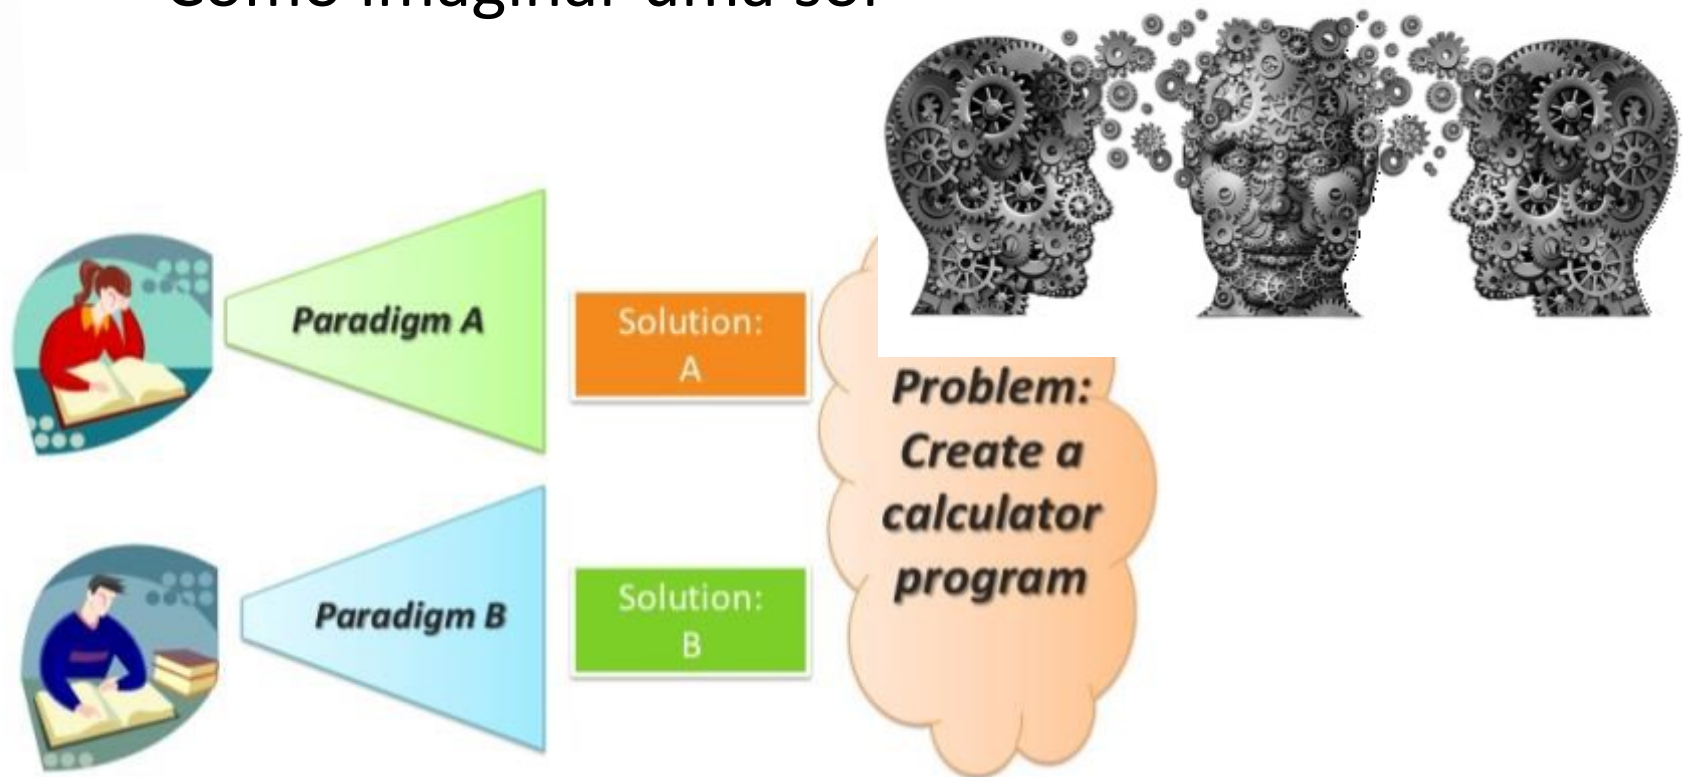 Como imaginar uma
Paradigm A
Solution:
A
Problem:
Create a
calculator
program
Paradigm B
Solution:
B